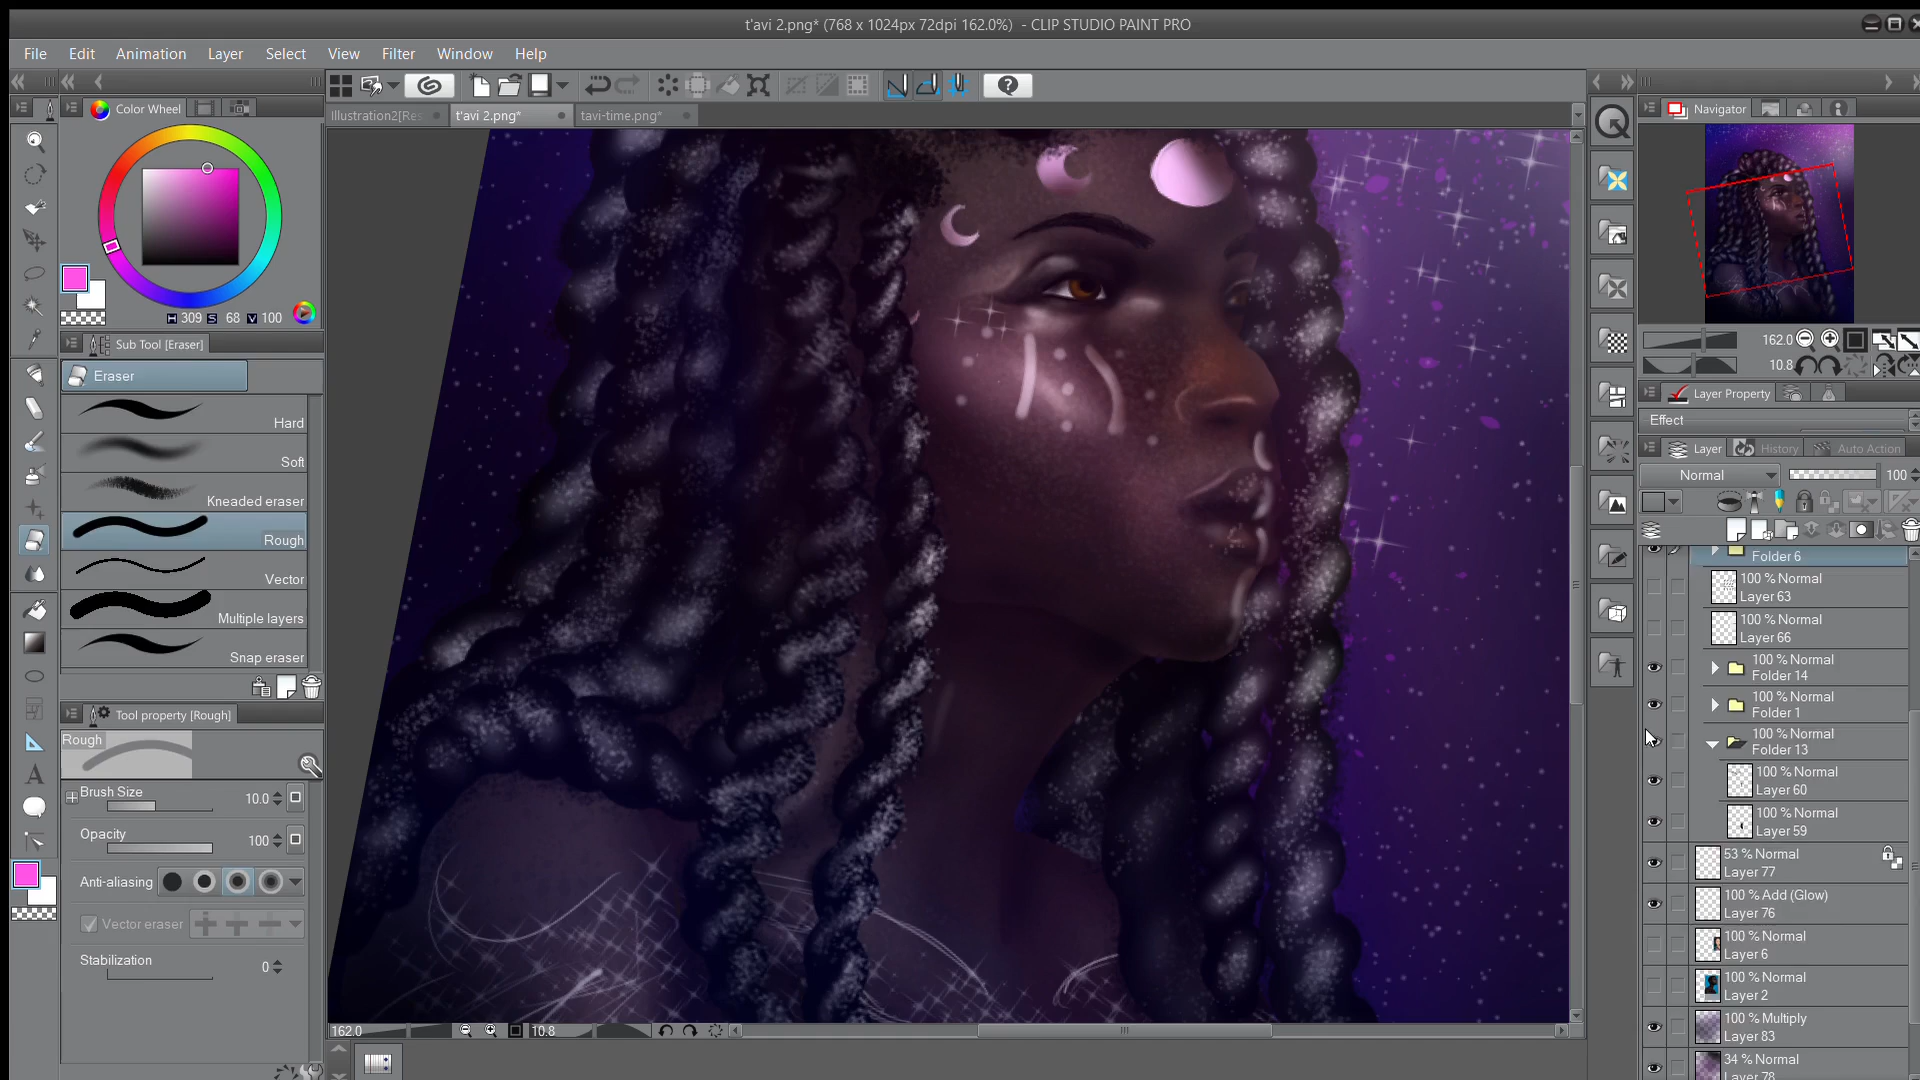 t'avi 2.png* (768 x 1024px 72dpi 162.0%) - CLIP STUDIO PAINT PRO
File Edit Animation Layer Select View Filter Window Help
Color Wheel
Illustration2[Res
t'avi 2.png*
tavi-time.png*
Navigator
H 309 S 68 V 100
Sub Tool [Eraser]
Eraser
Hard
Soft
Kneaded eraser
Rough
Vector
Multiple layers
Snap eraser
Tool property [Rough]
Rough
Brush Size 10.0
Opacity 100
Anti-aliasing
Vector eraser
Stabilization 0
162.0 10.8
162.0
10.8
Layer Property
Effect
Layer History Auto Action
Normal 100
Folder 6
100 % Normal
Layer 63
100 % Normal
Layer 66
100 % Normal
Folder 14
100 % Normal
Folder 1
100 % Normal
Folder 13
100 % Normal
Layer 60
100 % Normal
Layer 59
53 % Normal
Layer 77
100 % Add (Glow)
Layer 76
100 % Normal
Layer 6
100 % Normal
Layer 2
100 % Multiply
Layer 83
34 % Normal
Layer 78